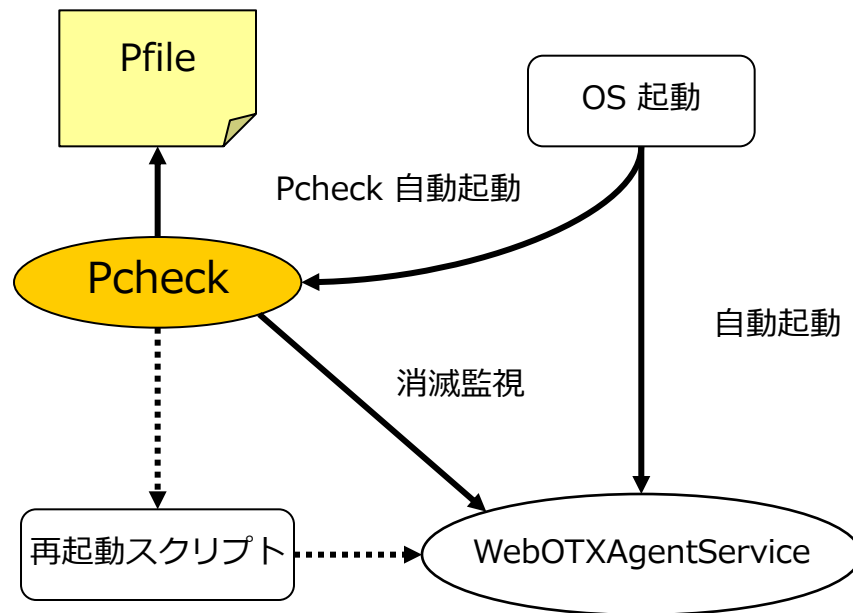 Pfile
OS 起動
Pcheck 自動起動
Pcheck
自動起動
消滅監視
再起動スクリプト
WebOTXAgentService